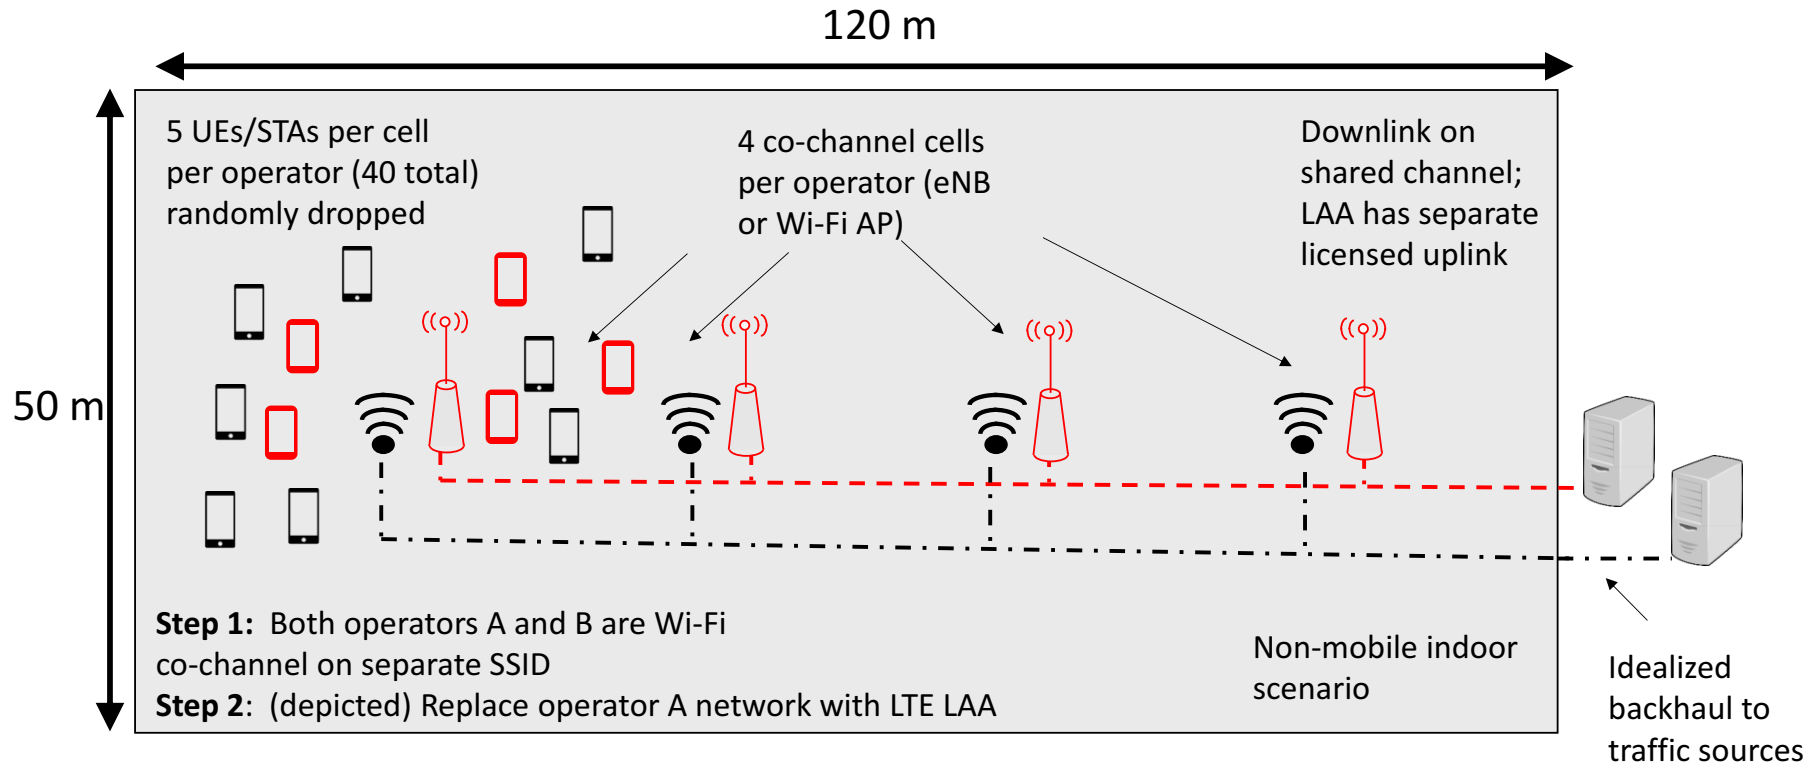 120 m
50 m
5 UEs/STAs per cell
per operator (40 total)
randomly dropped
4 co-channel cells
per operator (eNB
or Wi-Fi AP)
Downlink on
shared channel;
LAA has separate
licensed uplink
Step 1: Both operators A and B are Wi-Fi
co-channel on separate SSID
Step 2: (depicted) Replace operator A network with LTE LAA
Non-mobile indoor
scenario
Idealized
backhaul to
traffic sources